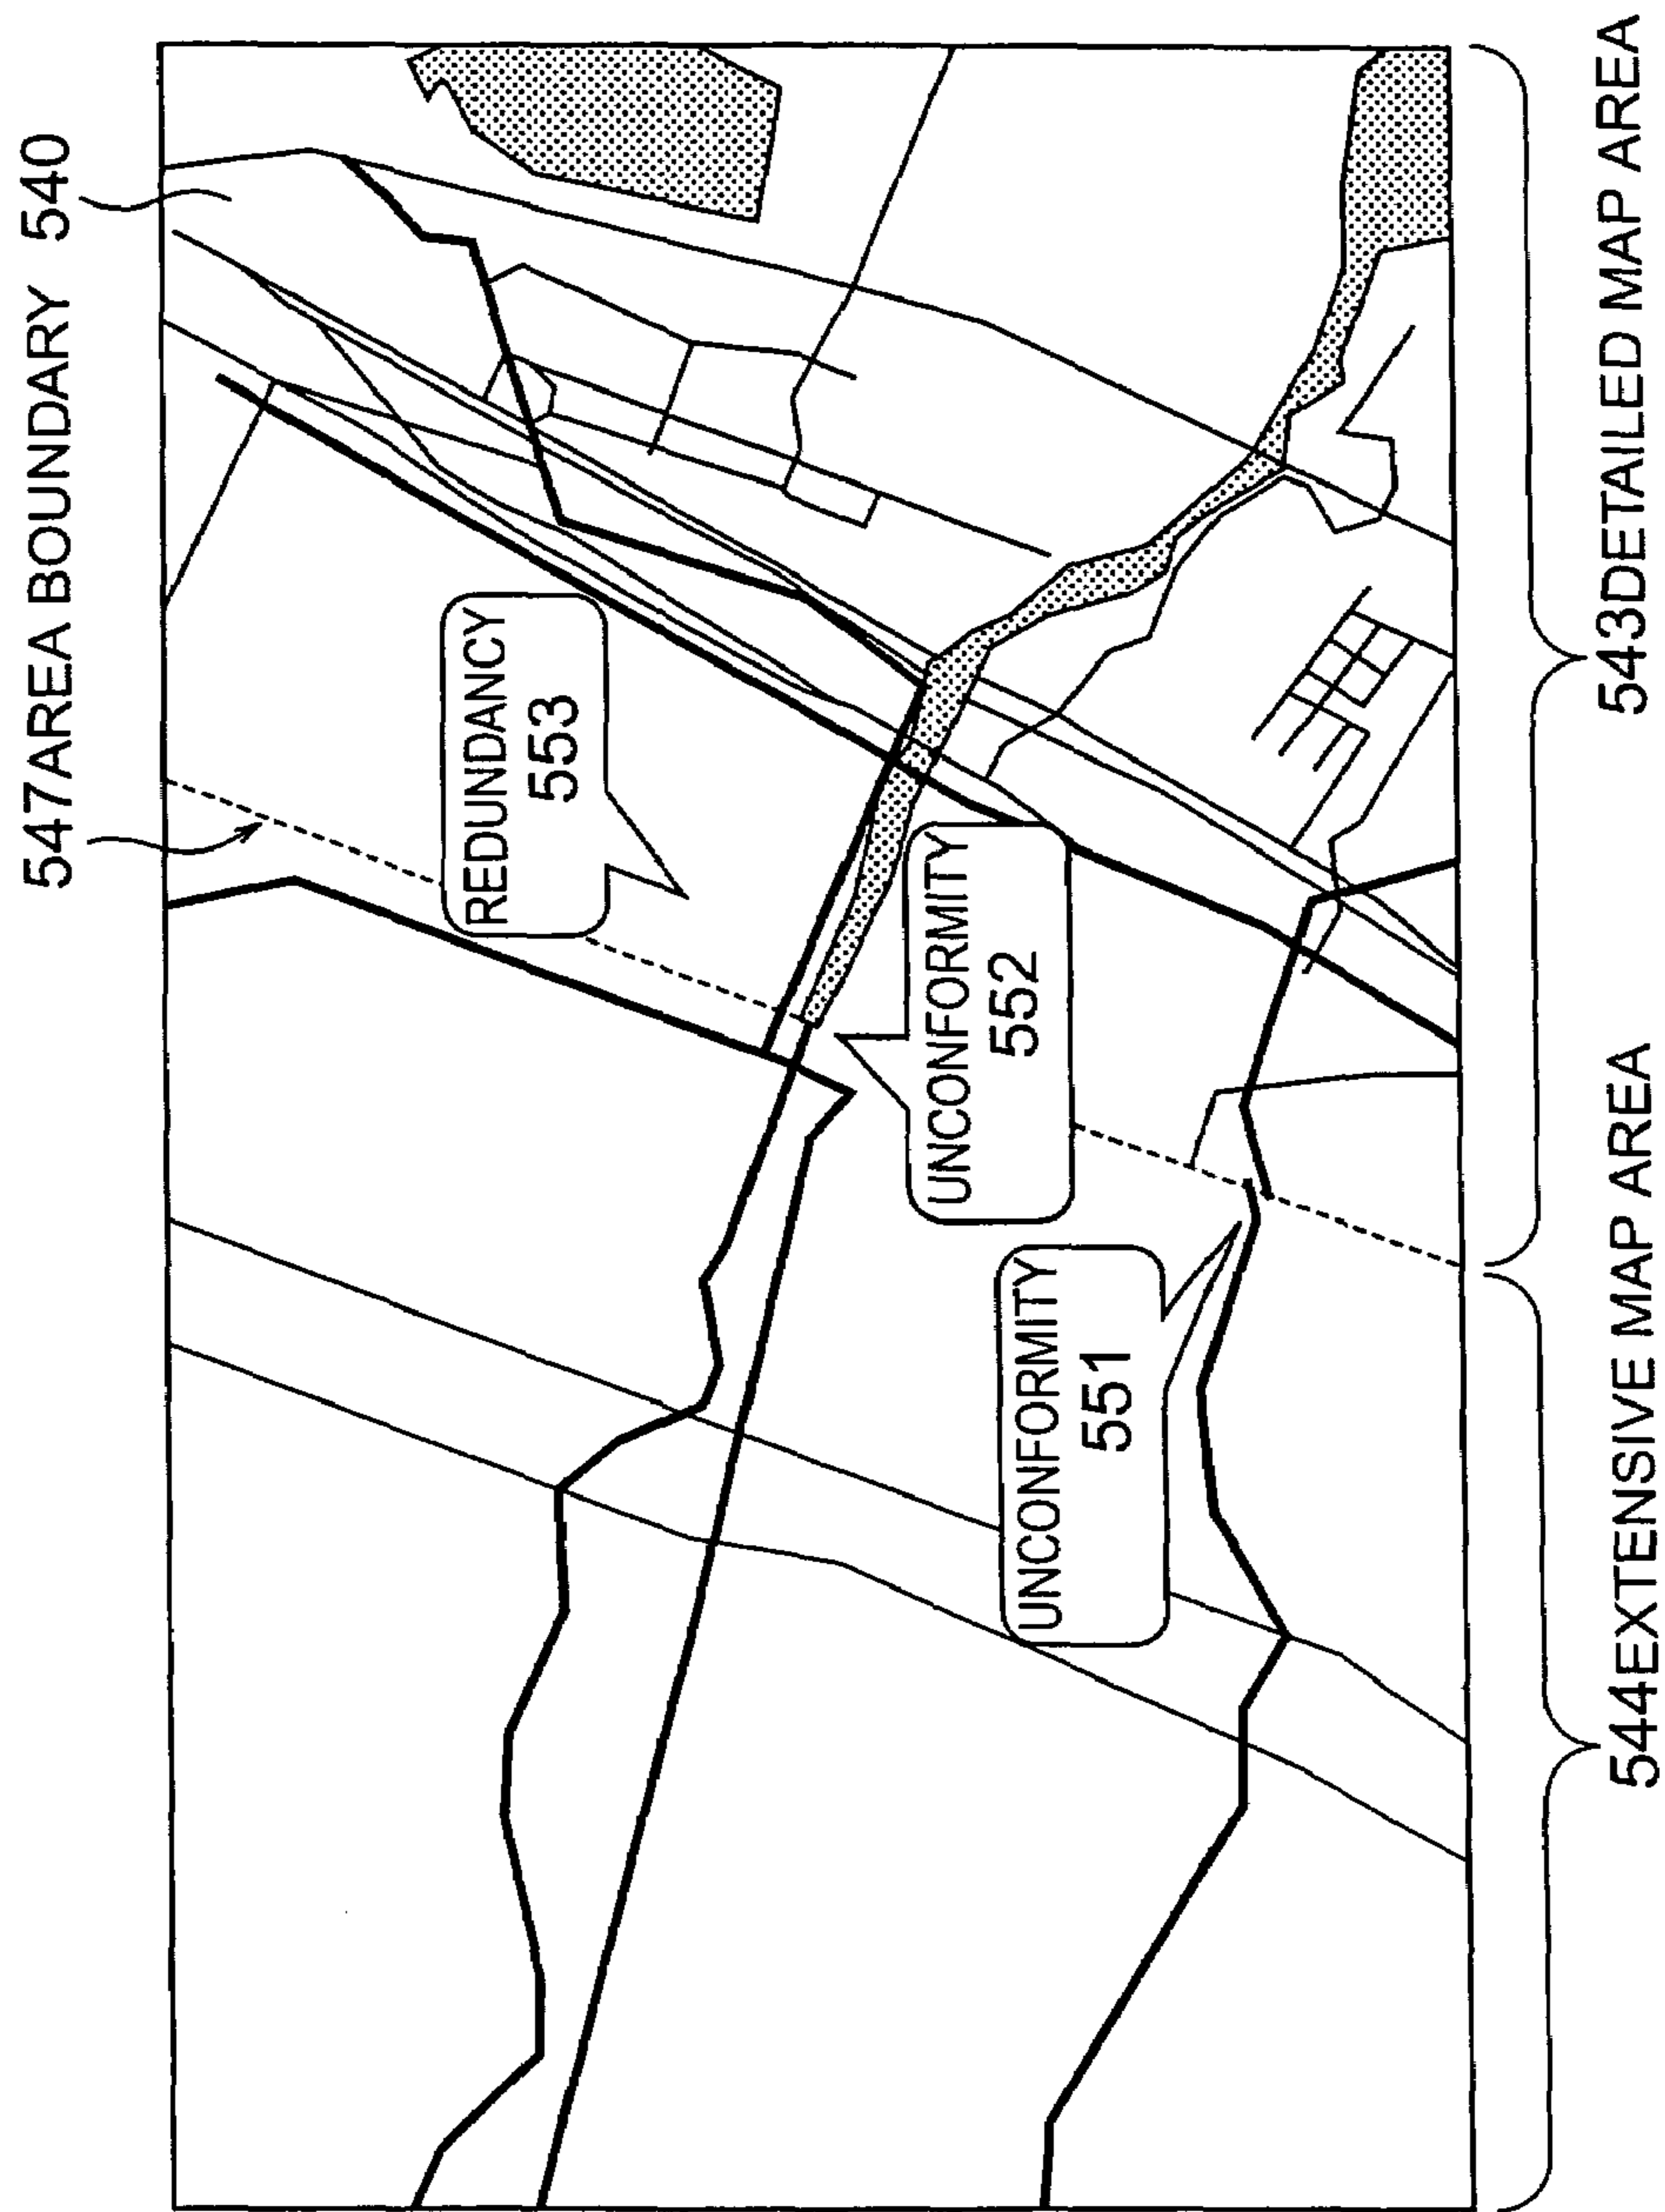 547AREA BOUNDARY 540
REDUNDANCY
553
UNCONFORMITY
552
UNCONFORMITY
551
544EXTENSIVE MAP AREA
543DETAILED MAP AREA